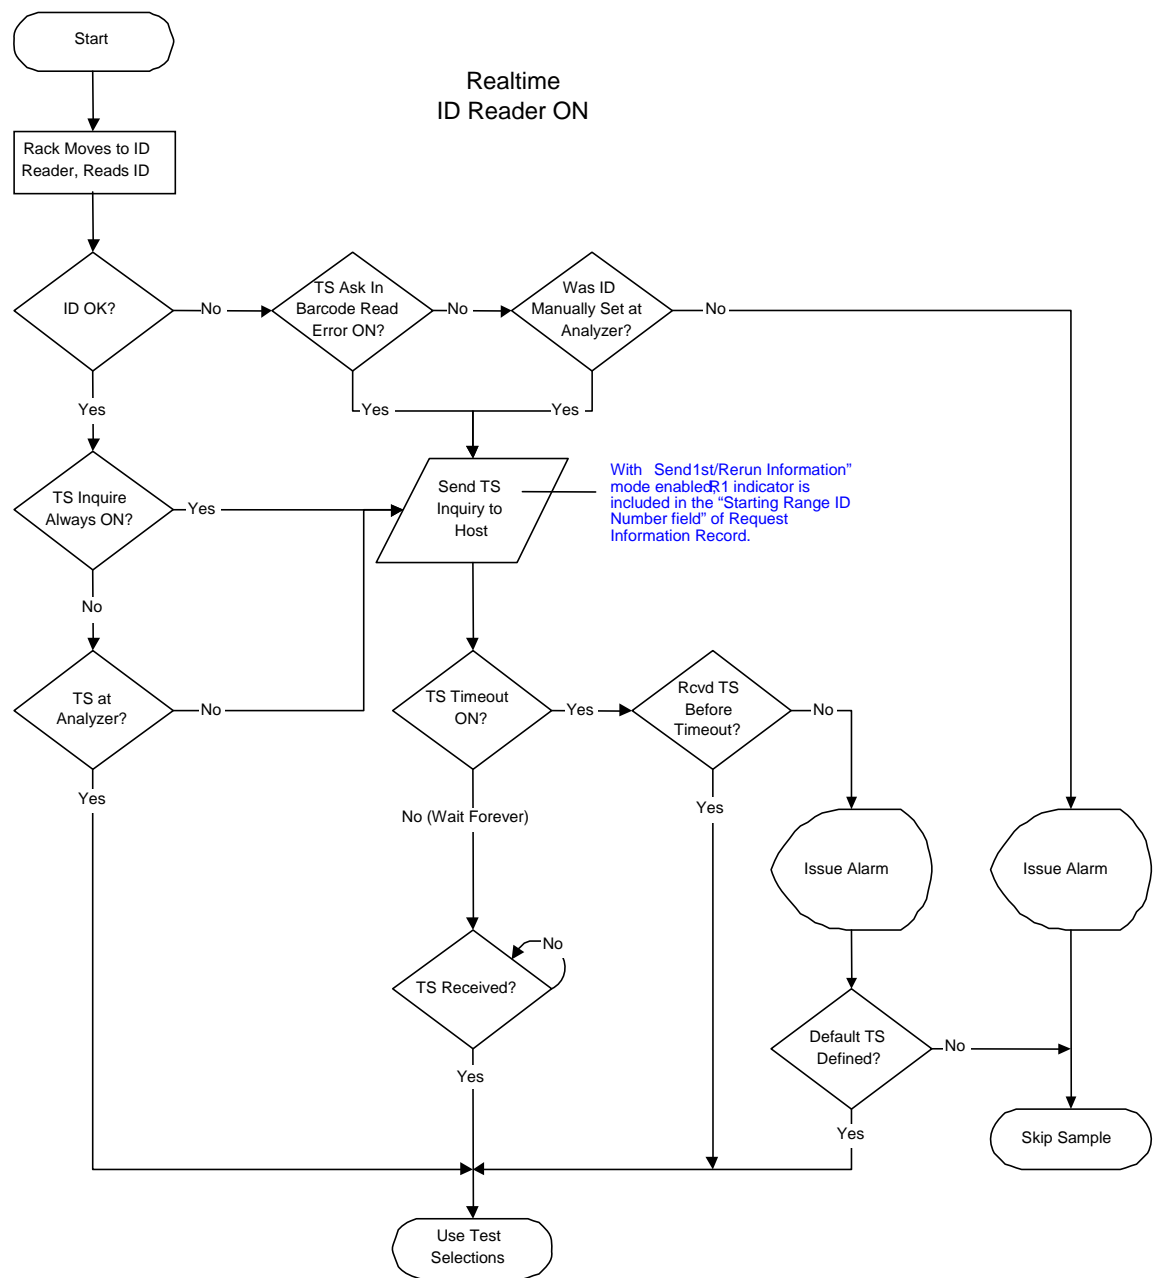 Start
Realtime
ID Reader ON
Rack Moves to ID
Reader, Reads ID
ID OK?
No
TS Ask In
Barcode Read
Error ON?
No
Was ID
Manually Set at
Analyzer?
No
Yes
Yes
Yes
TS Inquire
Always ON?
Yes
Send TS
Inquiry to
Host
With Send1st/Rerun Information”
mode enabled,R1 indicator is
included in the “Starting Range ID
Number field” of Request
Information Record.
No
TS at
Analyzer?
No
TS Timeout
ON?
Yes
Rcvd TS
Before
Timeout?
No
Yes
Yes
No (Wait Forever)
Issue Alarm
Issue Alarm
TS Received?
No
Default TS
Defined?
No
Yes
Yes
Skip Sample
Use Test
Selections